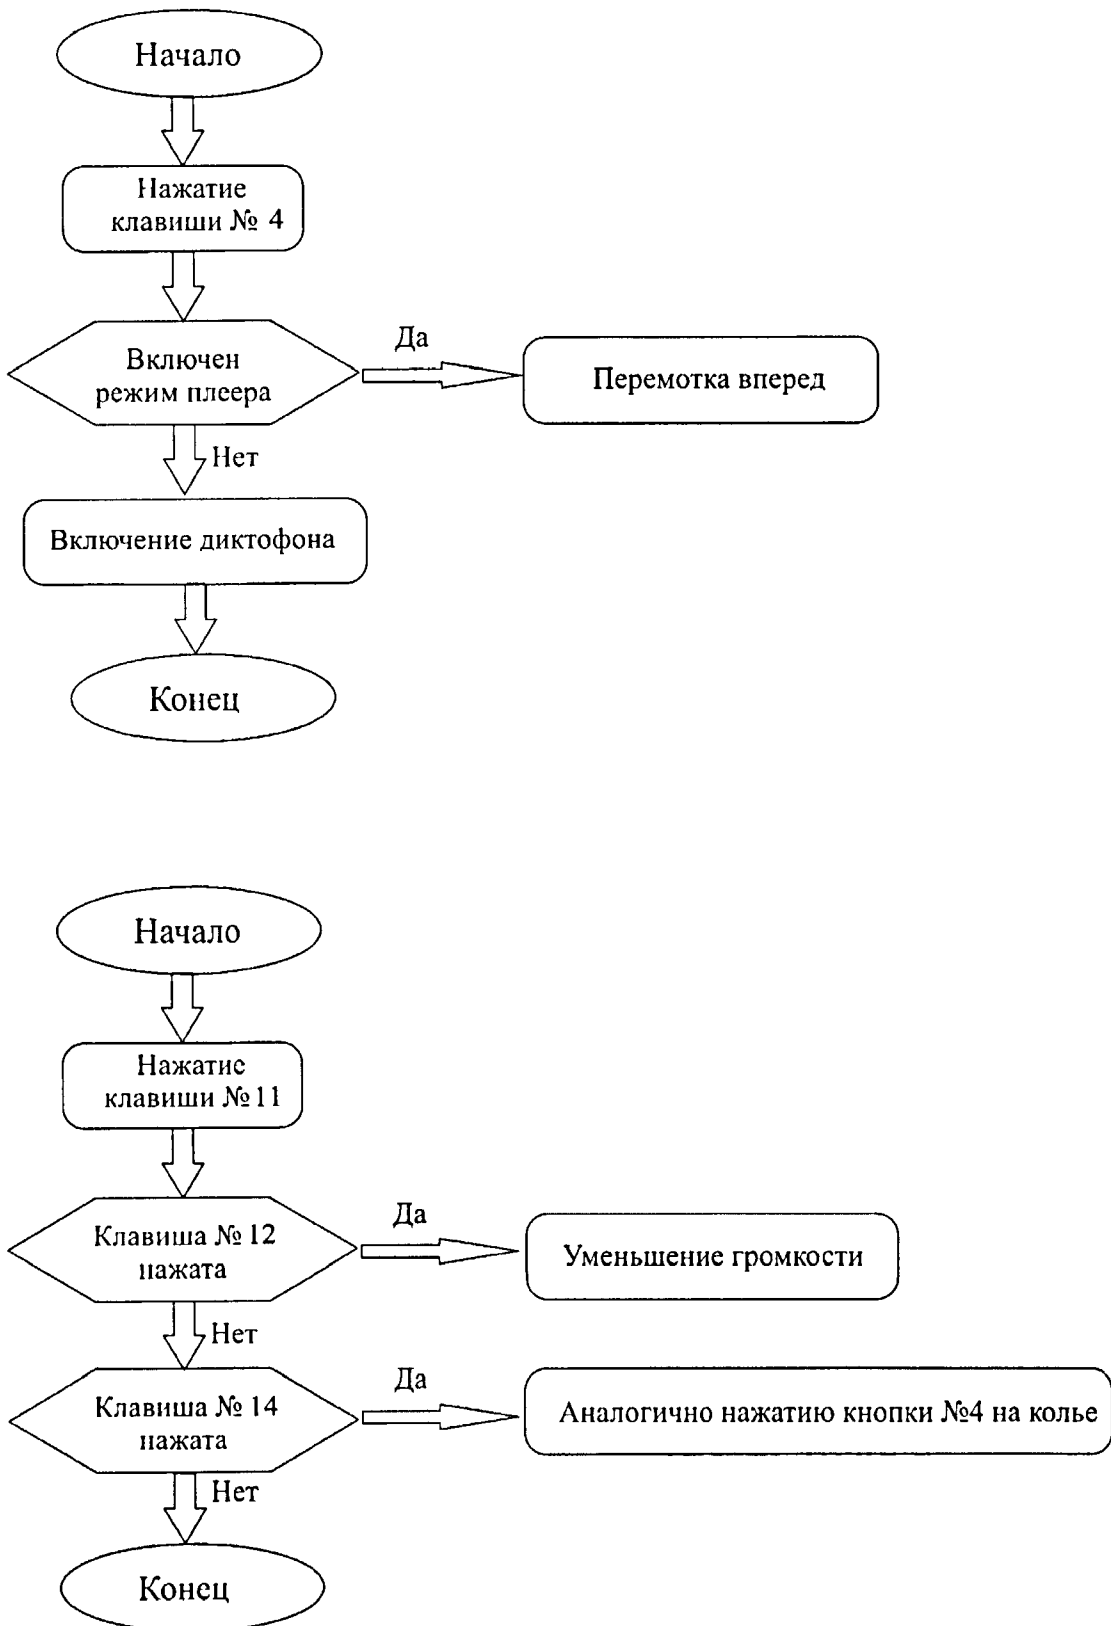 Начало
Нажатие
клавиши № 4
Включен
режим плеера
Да
Перемотка вперед
Нет
Включение диктофона
Конец
Начало
Нажатие
клавиши №11
Клавиша № 12
нажата
Да
Уменьшение громкости
Нет
Клавиша № 14
нажата
Да
Аналогично нажатию кнопки №4 на колье
Нет
Конец